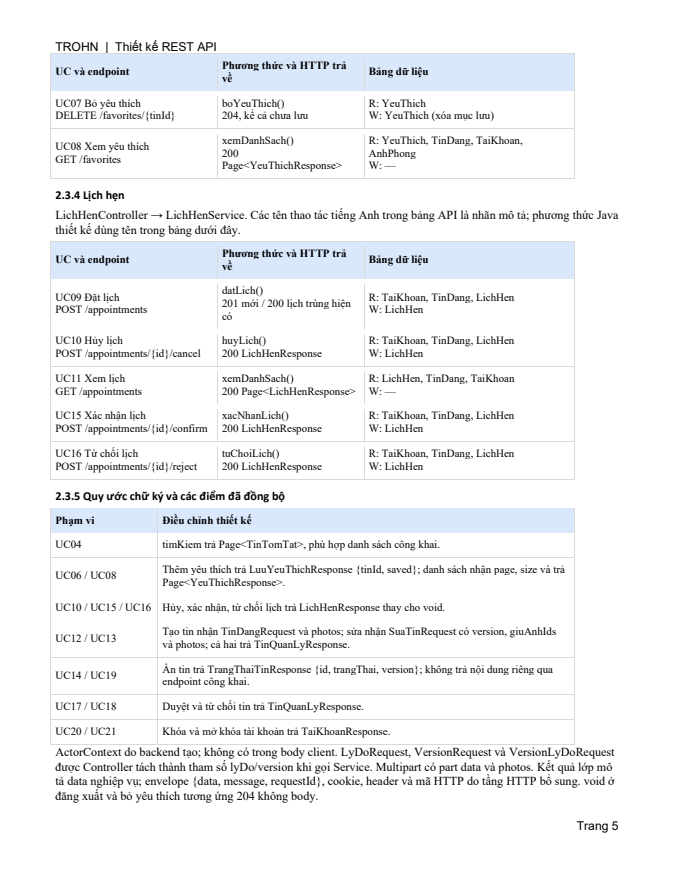 TROHN | Thiết kế REST API
UC và endpoint
Phương thức và HTTP trả
về
Bảng dữ liệu
UC07 Bỏ yêu thích
DELETE /favorites/{tinId}
boYeuThich()
204, kể cả chưa lưu
R: YeuThich
W: YeuThich (xóa mục lưu)
UC08 Xem yêu thích
GET /favorites
xemDanhSach()
200
Page<YeuThichResponse>
R: YeuThich, TinDang, TaiKhoan,
AnhPhong
W: —
2.3.4 Lịch hẹn
LichHenController → LichHenService. Các tên thao tác tiếng Anh trong bảng API là nhãn mô tả; phương thức Java
thiết kế dùng tên trong bảng dưới đây.
UC và endpoint
Phương thức và HTTP trả
về
Bảng dữ liệu
UC09 Đặt lịch
POST /appointments
datLich()
201 mới / 200 lịch trùng hiện
có
R: TaiKhoan, TinDang, LichHen
W: LichHen
UC10 Hủy lịch
POST /appointments/{id}/cancel
huyLich()
200 LichHenResponse
R: TaiKhoan, TinDang, LichHen
W: LichHen
UC11 Xem lịch
GET /appointments
xemDanhSach()
200 Page<LichHenResponse>
R: LichHen, TinDang, TaiKhoan
W: —
UC15 Xác nhận lịch
POST /appointments/{id}/confirm
xacNhanLich()
200 LichHenResponse
R: TaiKhoan, TinDang, LichHen
W: LichHen
UC16 Từ chối lịch
POST /appointments/{id}/reject
tuChoiLich()
200 LichHenResponse
R: TaiKhoan, TinDang, LichHen
W: LichHen
2.3.5 Quy ước chữ ký và các điểm đã đồng bộ
Phạm vi
Điều chỉnh thiết kế
UC04
timKiem trả Page<TinTomTat>, phù hợp danh sách công khai.
UC06 / UC08
Thêm yêu thích trả LuuYeuThichResponse {tinId, saved}; danh sách nhận page, size và trả
Page<YeuThichResponse>.
UC10 / UC15 / UC16
Hủy, xác nhận, từ chối lịch trả LichHenResponse thay cho void.
UC12 / UC13
Tạo tin nhận TinDangRequest và photos; sửa nhận SuaTinRequest có version, giuAnhIds
và photos; cả hai trả TinQuanLyResponse.
UC14 / UC19
Ẩn tin trả TrangThaiTinResponse {id, trangThai, version}; không trả nội dung riêng qua
endpoint công khai.
UC17 / UC18
Duyệt và từ chối tin trả TinQuanLyResponse.
UC20 / UC21
Khóa và mở khóa tài khoản trả TaiKhoanResponse.
ActorContext do backend tạo; không có trong body client. LyDoRequest, VersionRequest và VersionLyDoRequest
được Controller tách thành tham số lyDo/version khi gọi Service. Multipart có part data và photos. Kết quả lớp mô
tả data nghiệp vụ; envelope {data, message, requestId}, cookie, header và mã HTTP do tầng HTTP bổ sung. void ở
đăng xuất và bỏ yêu thích tương ứng 204 không body.
Trang 5